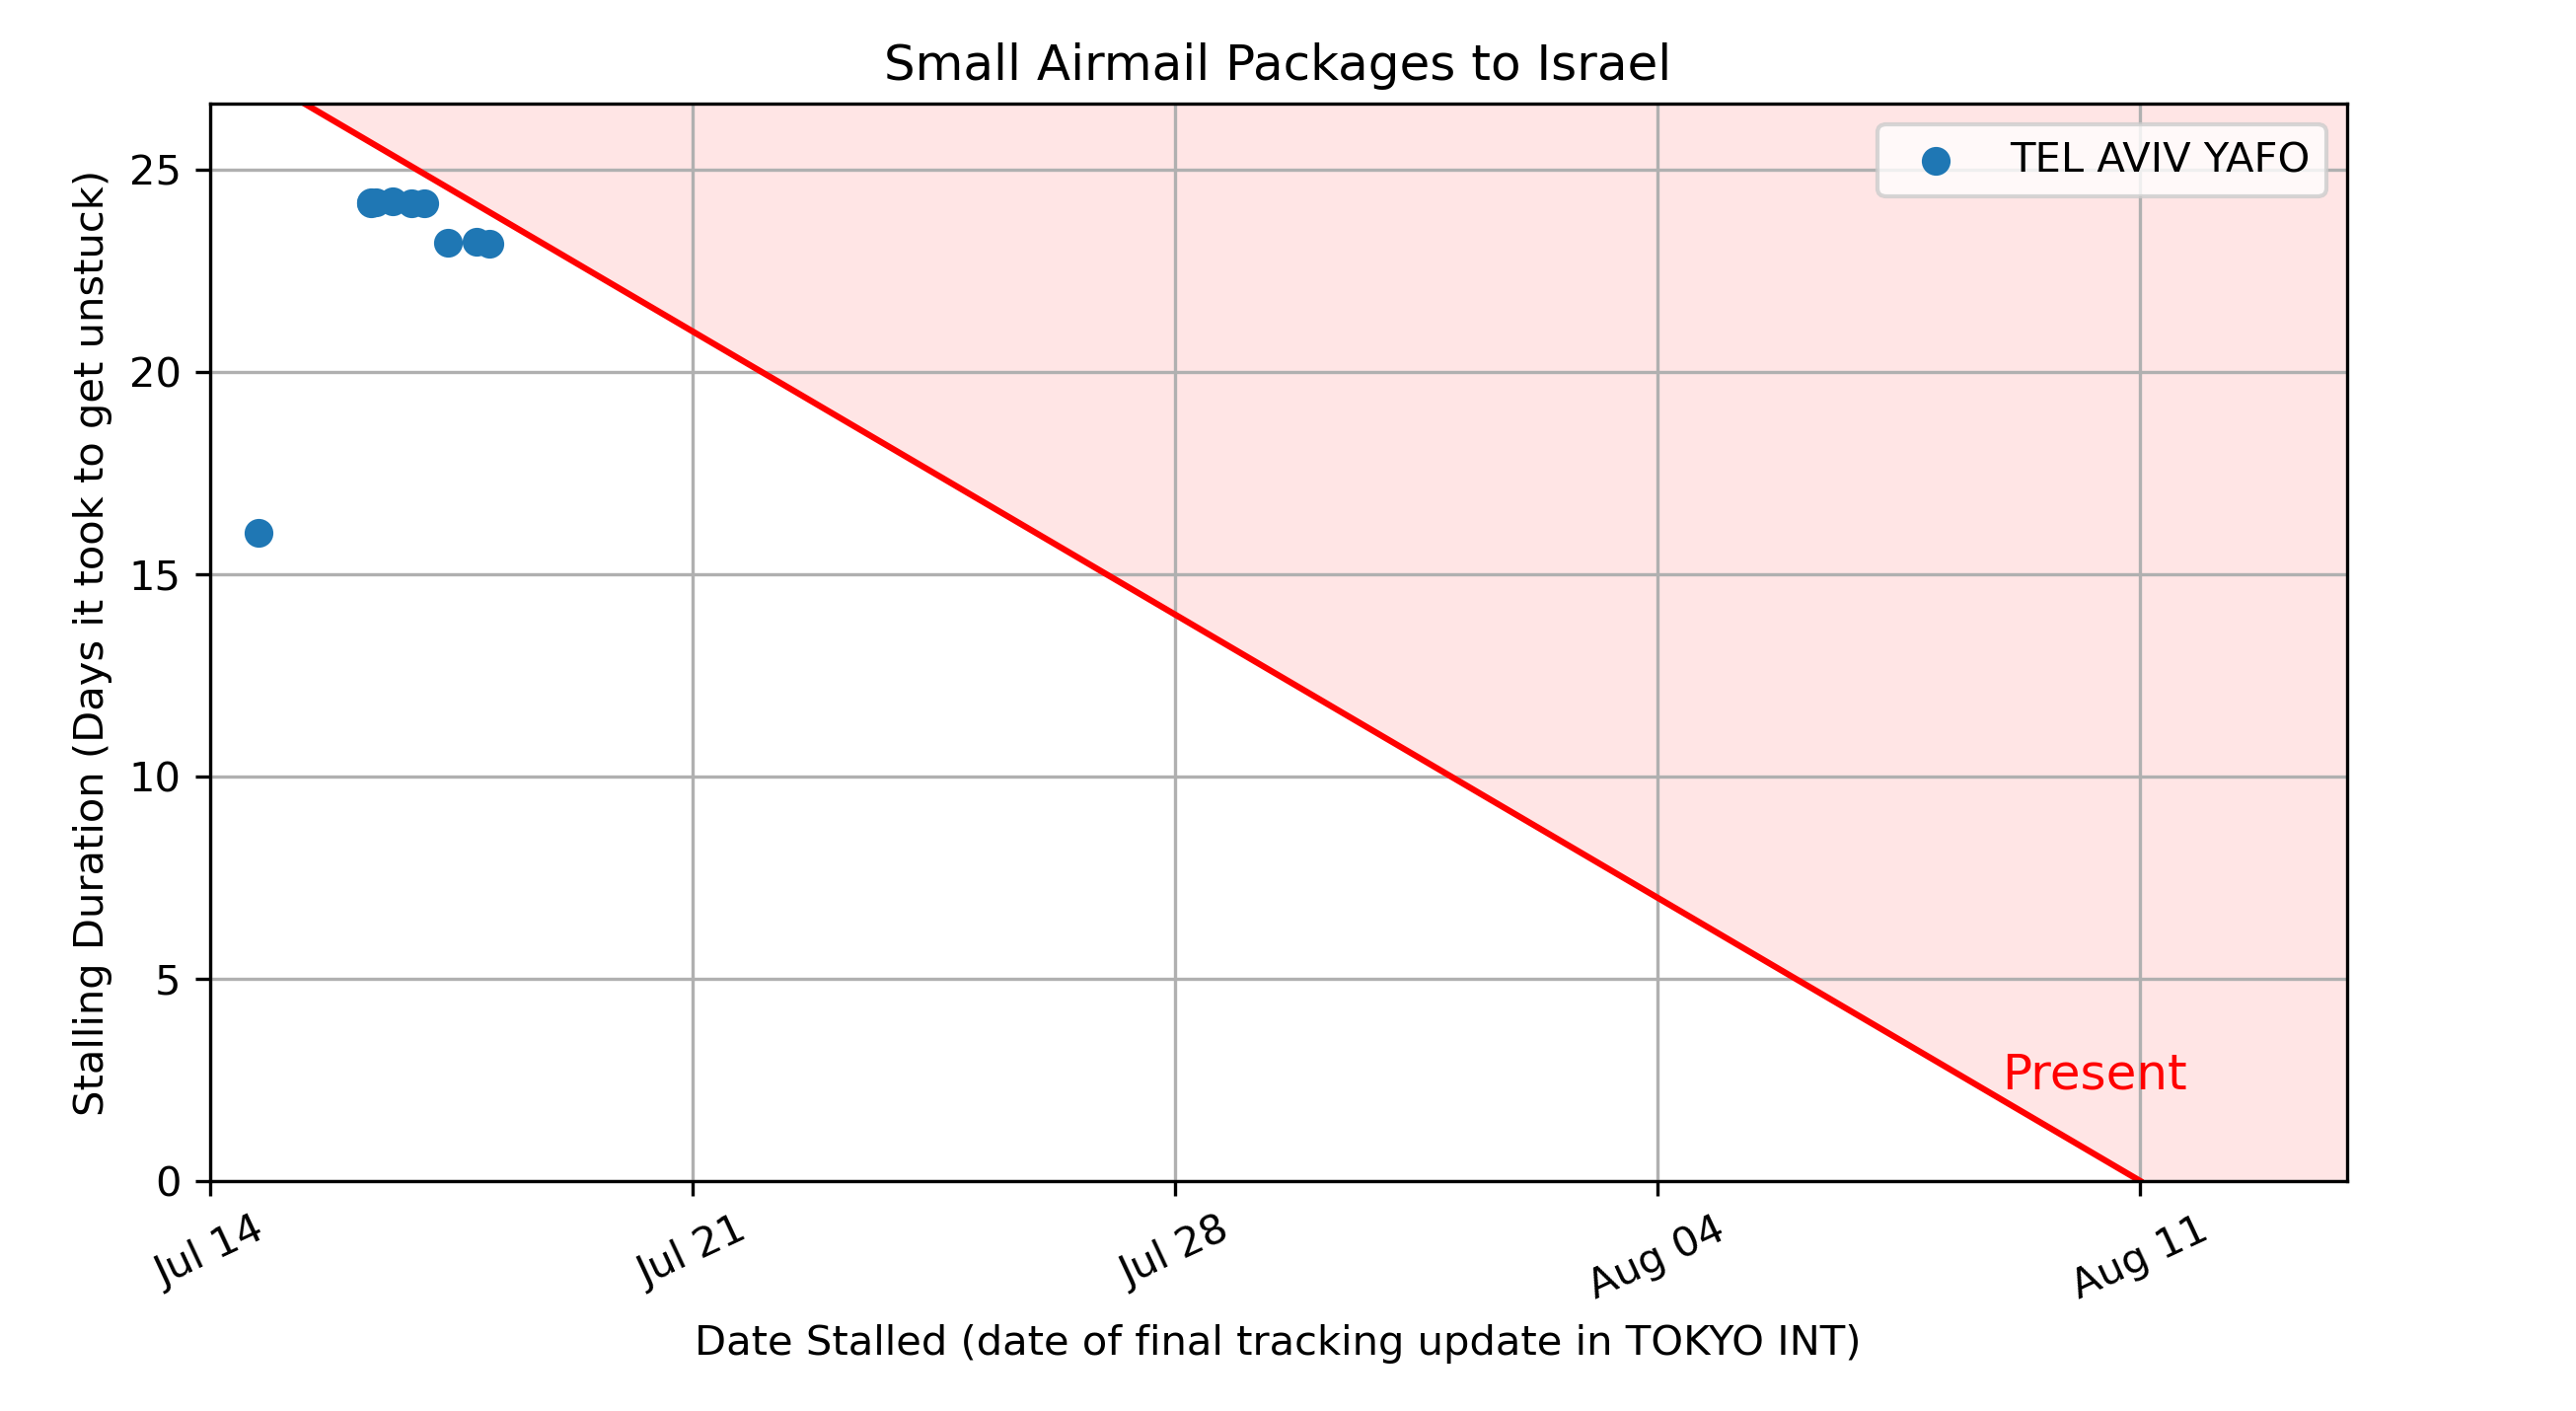 Small Airmail Packages to Israel
TEL AVIV YAFO
Stalling Duration (Days it took to get unstuck)
25
20
15
10
5
0
Present
Jul 14
Jul 21
Jul 28
Aug 04
Aug 11
Date Stalled (date of final tracking update in TOKYO INT)